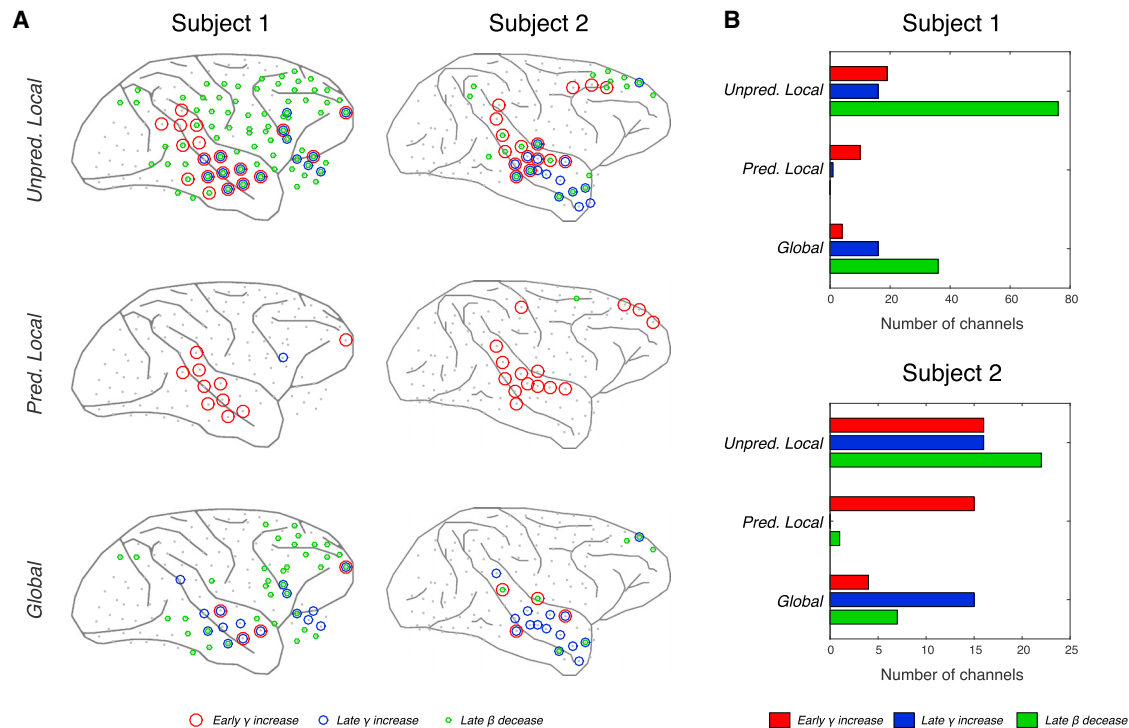 A
Subject 1
Subject 2
Unpred. Local
Pred. Local
Global
Early γ increase
Late γ increase
Late β decease
B
Subject 1
Unpred. Local
Pred. Local
Global
0 20 40 60 80
Number of channels
Subject 2
Unpred. Local
Pred. Local
Global
0 5 10 15 20 25
Number of channels
Early γ increase
Late γ increase
Late β decease